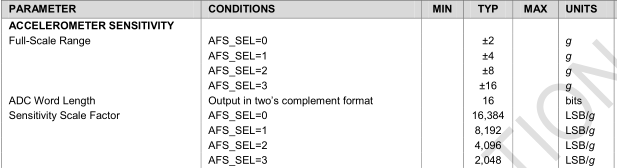 PARAMETER CONDITIONS MIN TYP MAX UNITS
ACCELEROMETER SENSITIVITY
Full-Scale Range AFS_SEL=0 ±2 g
AFS_SEL=1 ±4 g
AFS_SEL=2 ±8 g
AFS_SEL=3 ±16 g
ADC Word Length Output in two's complement format 16 bits
Sensitivity Scale Factor AFS_SEL=0 16,384 LSB/g
AFS_SEL=1 8,192 LSB/g
AFS_SEL=2 4,096 LSB/g
AFS_SEL=3 2,048 LSB/g
TION